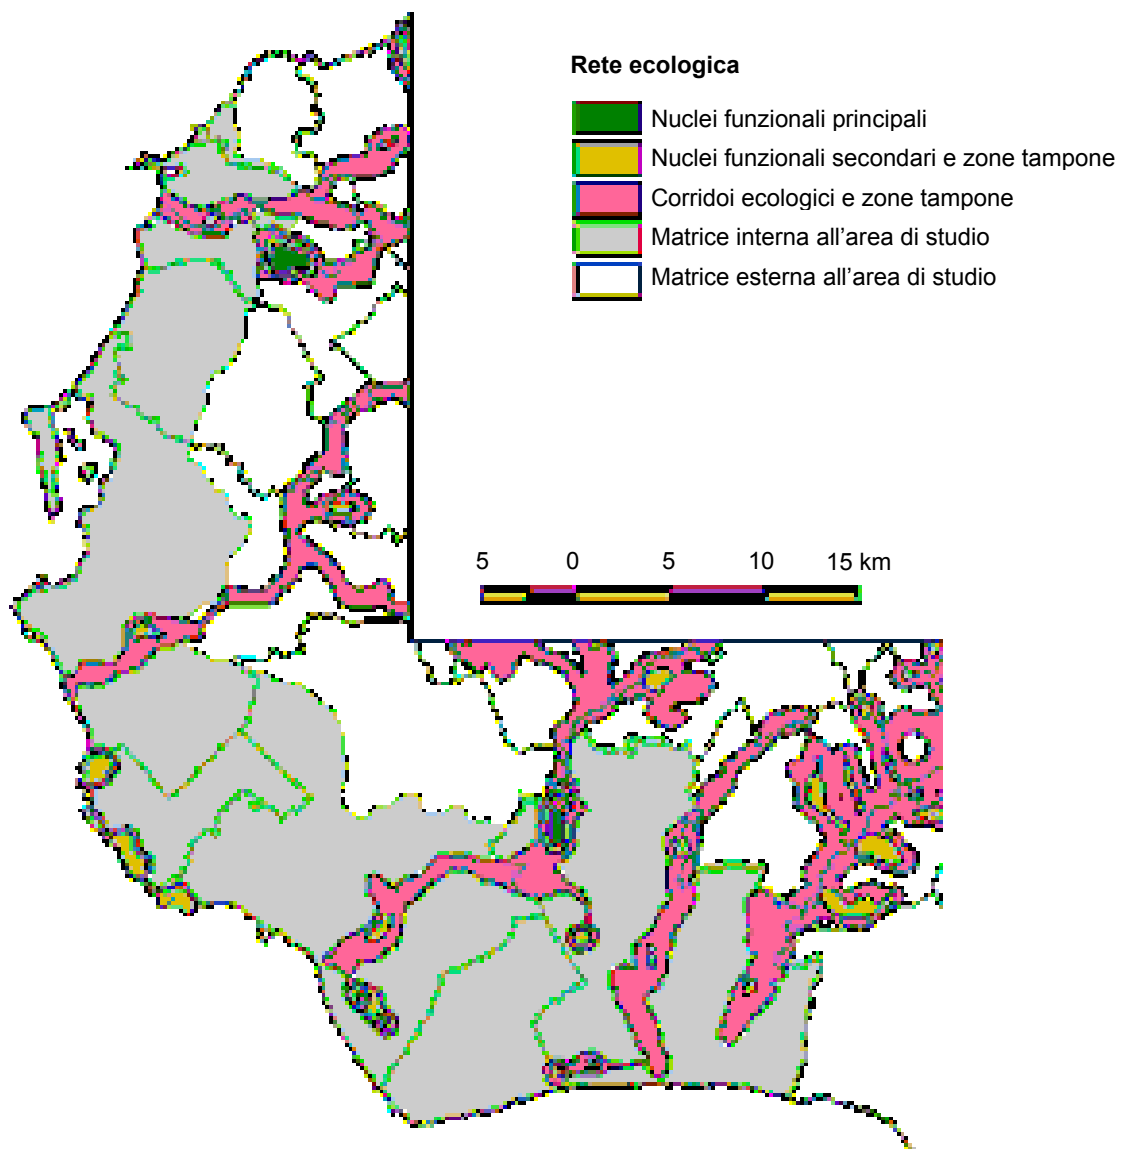 Rete ecologica
Nuclei funzionali principali
Nuclei funzionali secondari e zone tampone
Corridoi ecologici e zone tampone
Matrice interna all'area di studio
Matrice esterna all'area di studio
5 0 5 10 15 km